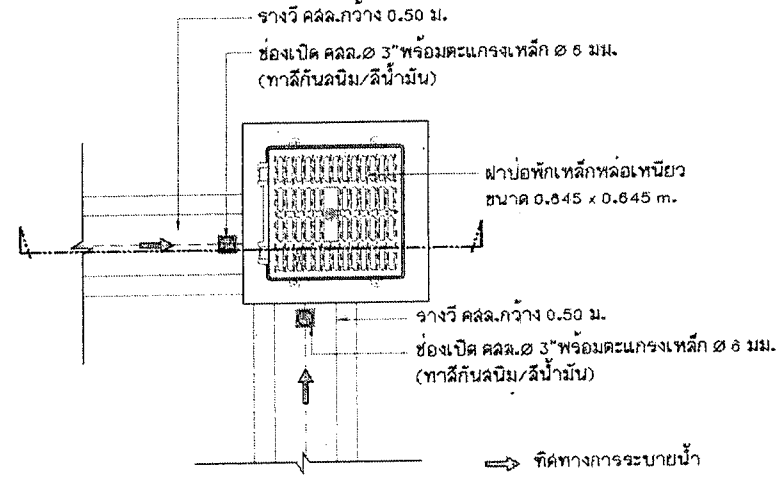 รางวี คสล.กว้าง 0.50 ม.
ช่องเปิด คสล.Ø 3"พร้อมตะแกรงเหล็ก Ø 6 มม.
(ทาสีกันสนิม/สีน้ำมัน)
ฝาบ่อพักเหล็กหล่อเหนียว
ขนาด 0.645 x 0.645 m.
รางวี คสล.กว้าง 0.50 ม.
ช่องเปิด คสล.Ø 3"พร้อมตะแกรงเหล็ก Ø 6 มม.
(ทาสีกันสนิม/สีน้ำมัน)
ทิศทางการระบายน้ำ